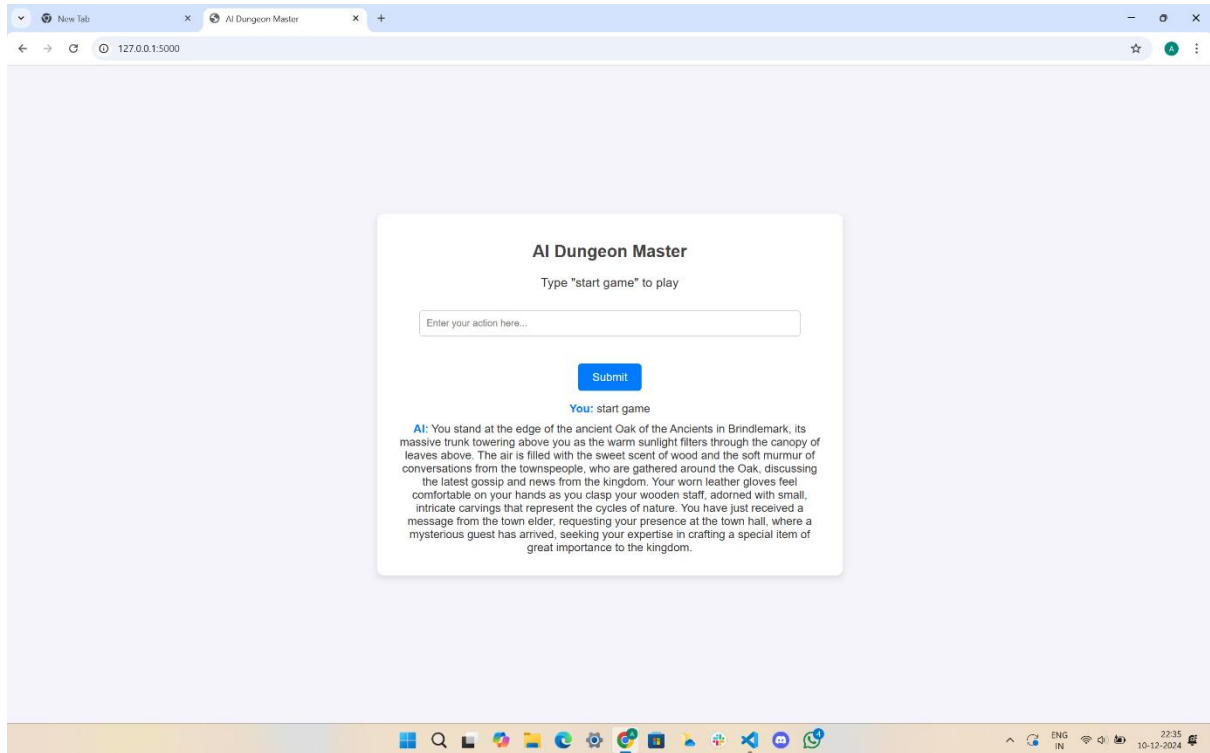 New Tab
AI Dungeon Master
127.0.0.1:5000
A
AI Dungeon Master
Type "start game" to play
Enter your action here...
Submit
You: start game
AI: You stand at the edge of the ancient Oak of the Ancients in Brindlemark, its
massive trunk towering above you as the warm sunlight filters through the canopy of
leaves above. The air is filled with the sweet scent of wood and the soft murmur of
conversations from the townspeople, who are gathered around the Oak, discussing
the latest gossip and news from the kingdom. Your worn leather gloves feel
comfortable on your hands as you clasp your wooden staff, adorned with small,
intricate carvings that represent the cycles of nature. You have just received a
message from the town elder, requesting your presence at the town hall, where a
mysterious guest has arrived, seeking your expertise in crafting a special item of
great importance to the kingdom.
ENG
IN
22:35
10-12-2024